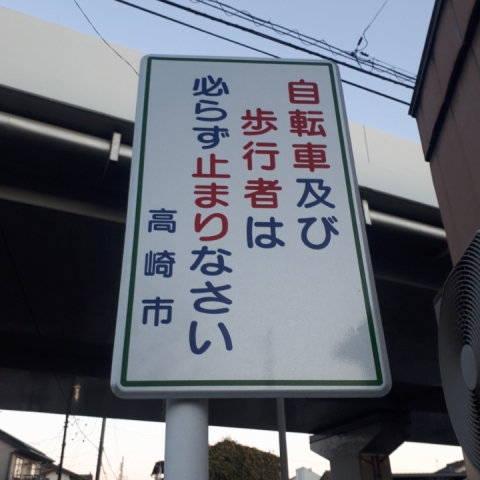 自転車及び
歩行者は
必らず止まりなさい
高崎市